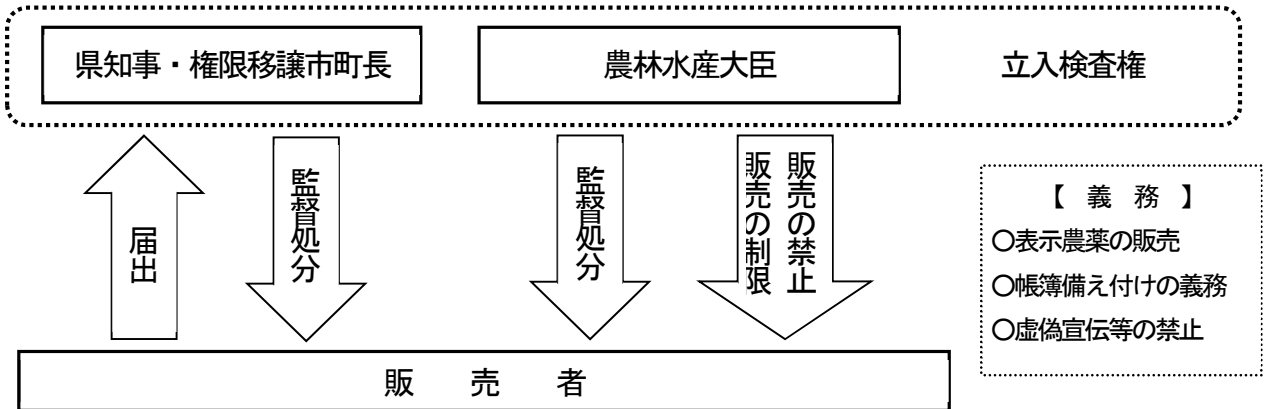 県知事・権限移譲市町長
農林水産大臣
立入検査権
届出
監督処分
監督処分
販売の禁止
販売の制限
【 義 務 】
○表示農薬の販売
○帳簿備え付けの義務
○虚偽宣伝等の禁止
販 売 者